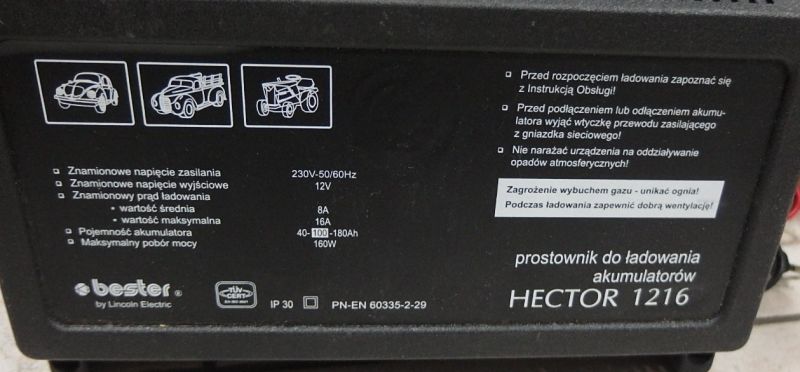 ▫ Przed rozpoczęciem ładowania zapoznać się
z Instrukcją Obsługi!
▫ Przed podłączeniem lub odłączeniem akumu-
latora wyjąć wtyczkę przewodu zasilającego
z gniazdka sieciowego!
▫ Nie narażać urządzenia na oddziaływanie
opadów atmosferycznych!
▫ Znamionowe napięcie zasilania 230V-50/60Hz
▫ Znamionowe napięcie wyjściowe 12V
▫ Znamionowy prąd ładowania
• wartość średnia 8A
• wartość maksymalna 16A
▫ Pojemność akumulatora 40-100-180Ah
▫ Maksymalny pobór mocy 160W
Zagrożenie wybuchem gazu - unikać ognia!
Podczas ładowania zapewnić dobrą wentylację!
prostownik do ładowania
akumulatorów
HECTOR 1216
bester®
by Lincoln Electric
TÜV
CERT
IP 30 PN-EN 60335-2-29